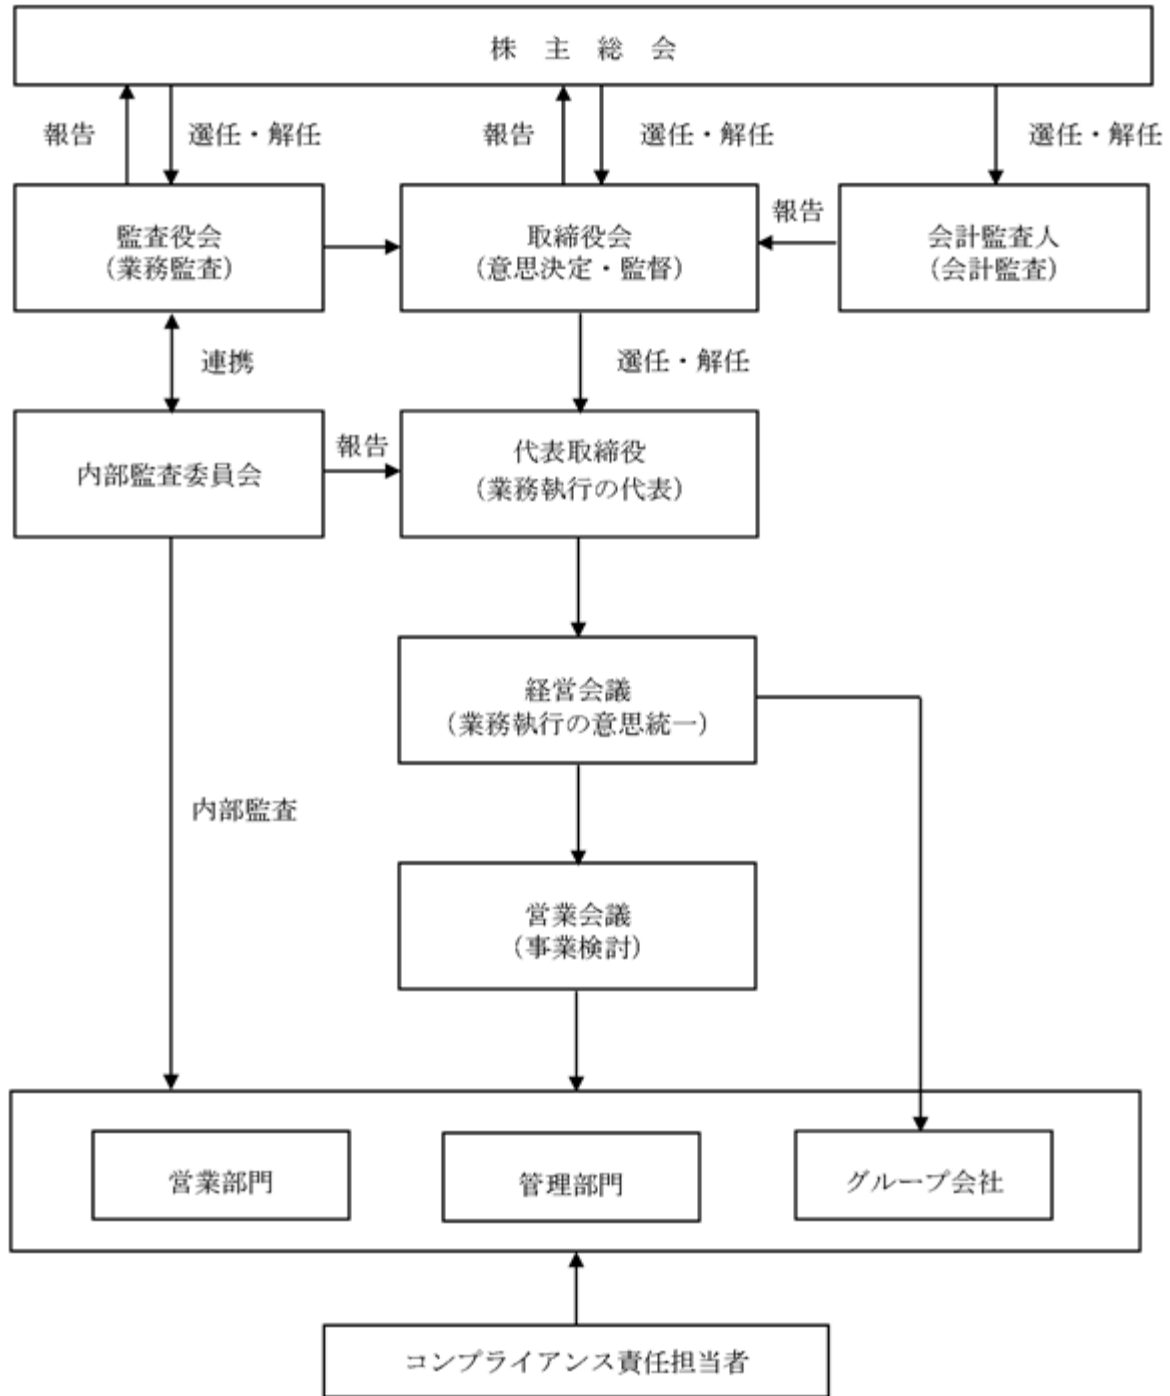 株 主 総 会
報告
選任・解任
報告
選任・解任
選任・解任
監査役会
(業務監査)
取締役会
(意思決定・監督)
報告
会計監査人
(会計監査)
連携
選任・解任
内部監査委員会
報告
代表取締役
(業務執行の代表)
経営会議
(業務執行の意思統一)
内部監査
営業会議
(事業検討)
営業部門
管理部門
グループ会社
コンプライアンス責任担当者